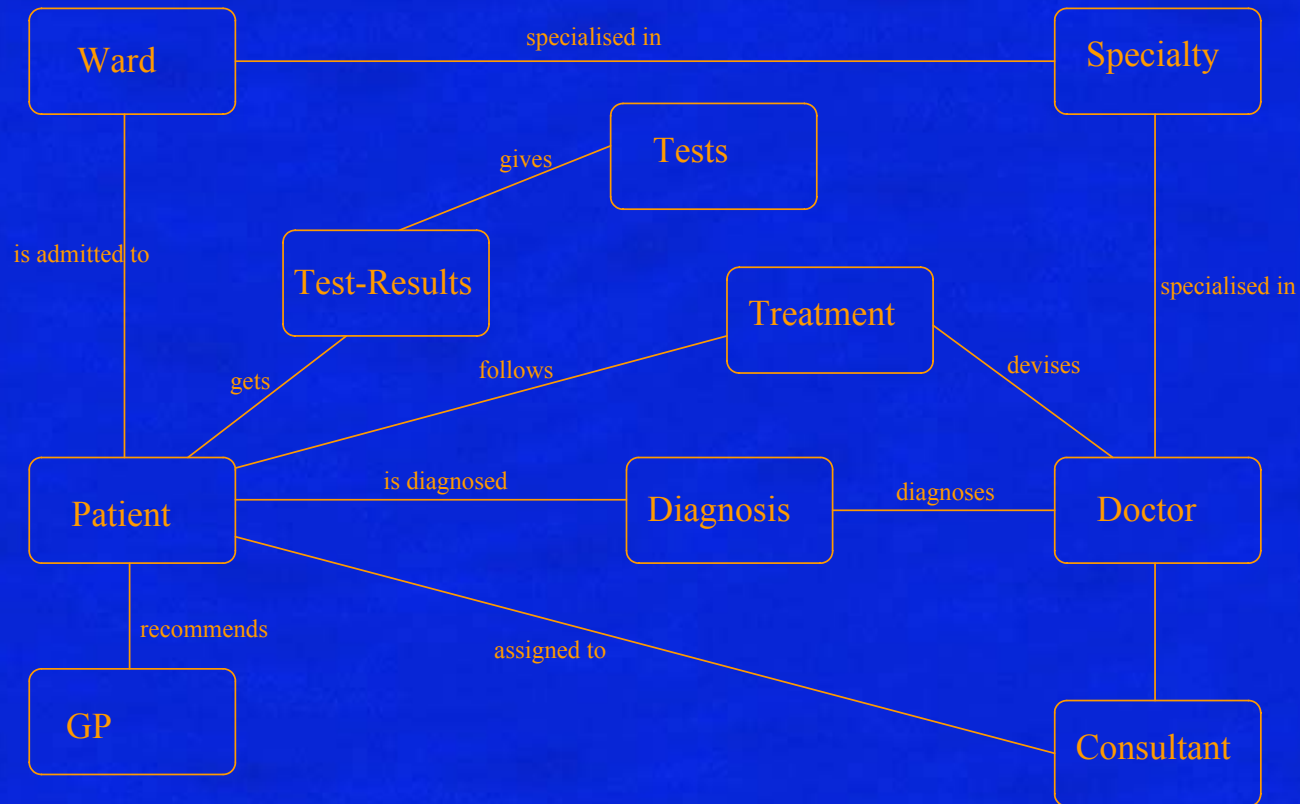 specialised in
Ward
Specialty
Tests
gives
is admitted to
Test-Results
specialised in
Treatment
follows
devises
gets
is diagnosed
diagnoses
Patient
Diagnosis
Doctor
recommends
assigned to
GP
Consultant